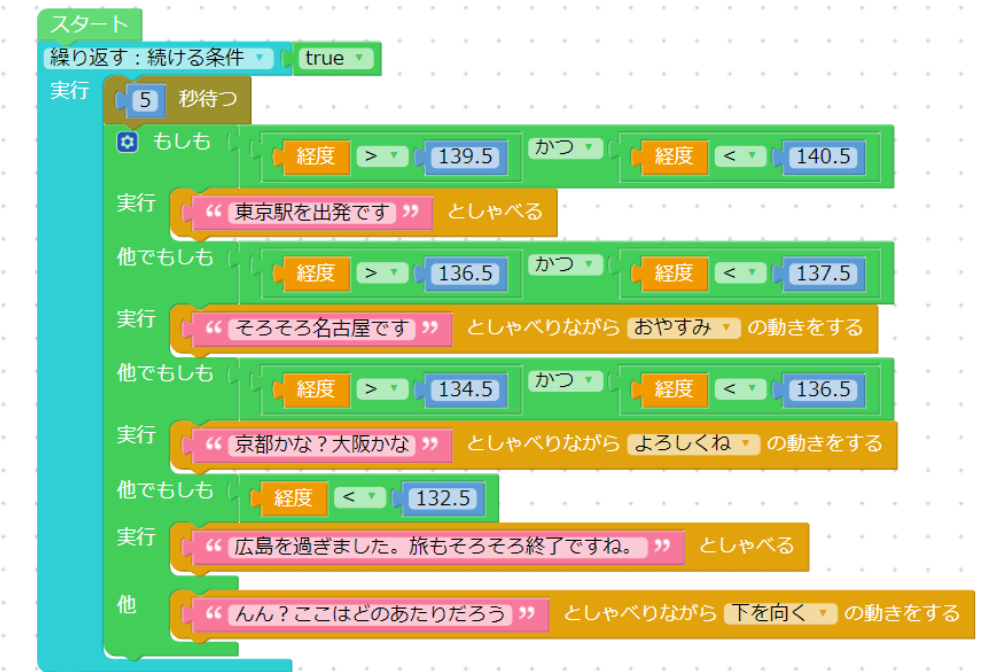 スタート
繰り返す：続ける条件 true
実行 5 秒待つ
もしも 経度 > 139.5 かつ 経度 < 140.5
実行 “ 東京駅を出発です ” としゃべる
他でもしも 経度 > 136.5 かつ 経度 < 137.5
実行 “ そろそろ名古屋です ” としゃべりながら おやすみ の動きをする
他でもしも 経度 > 134.5 かつ 経度 < 136.5
実行 “ 京都かな？大阪かな ” としゃべりながら よろしくね の動きをする
他でもしも 経度 < 132.5
実行 “ 広島を過ぎました。旅もそろそろ終了ですね。 ” としゃべる
他 “ んん？ここはどのあたりだろう ” としゃべりながら 下を向く の動きをする